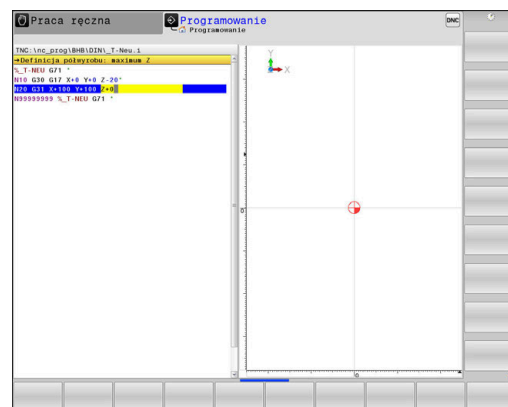 Praca ręczna
Programowanie
Programowanie
DNC
TNC:\nc_prog\BHB\DIN\_T-Neu.i
→Definicja półwyrobu: maximum Z
%_T-NEU G71 *
N10 G30 G17 X+0 Y+0 Z-20*
N20 G31 X+100 Y+100 Z+0
N99999999 %_T-NEU G71 *
Y
X
0
0